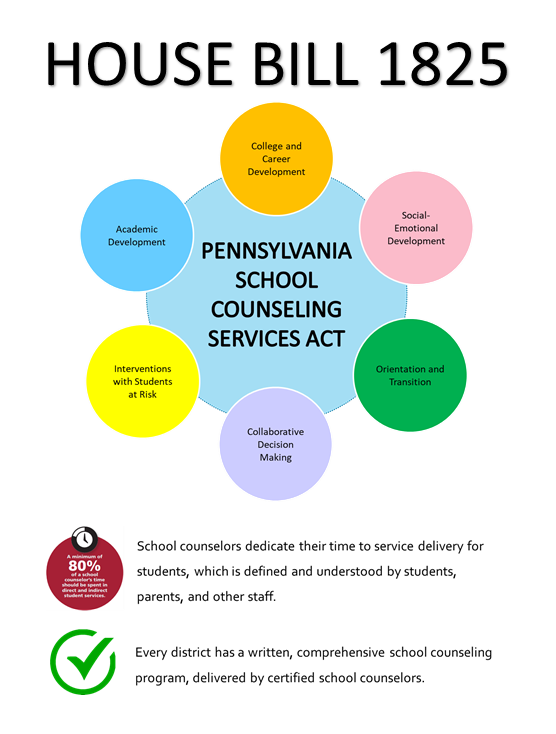 HOUSE BILL 1825
College and
Career
Development
Academic
Development
Social-
Emotional
Development
PENNSYLVANIA
SCHOOL
COUNSELING
SERVICES ACT
Interventions
with Students
at Risk
Orientation and
Transition
Collaborative
Decision
Making
A minimum of
80%
of a school
counselor's time
should be spent in
direct and indirect
student services.
School counselors dedicate their time to service delivery for
students, which is defined and understood by students,
parents, and other staff.
Every district has a written, comprehensive school counseling
program, delivered by certified school counselors.